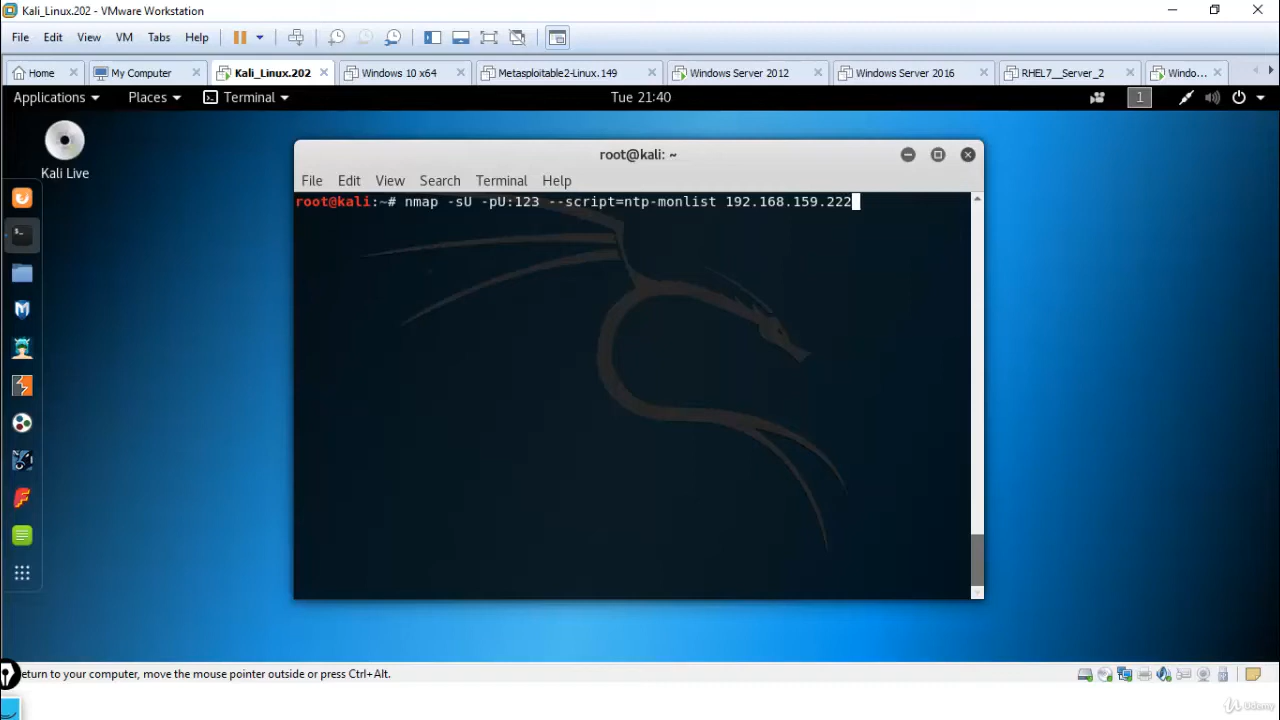 Kali_Linux.202 - VMware Workstation
File Edit View VM Tabs Help
Home My Computer Kali_Linux.202 Windows 10 x64 Metasploitable2-Linux.149 Windows Server 2012 Windows Server 2016 RHEL7__Server_2 Windo...
Applications Places Terminal Tue 21:40 1
Kali Live
root@kali: ~
File Edit View Search Terminal Help
root@kali:~# nmap -sU -pU:123 --script=ntp-monlist 192.168.159.222
eturn to your computer, move the mouse pointer outside or press Ctrl+Alt.
Udemy